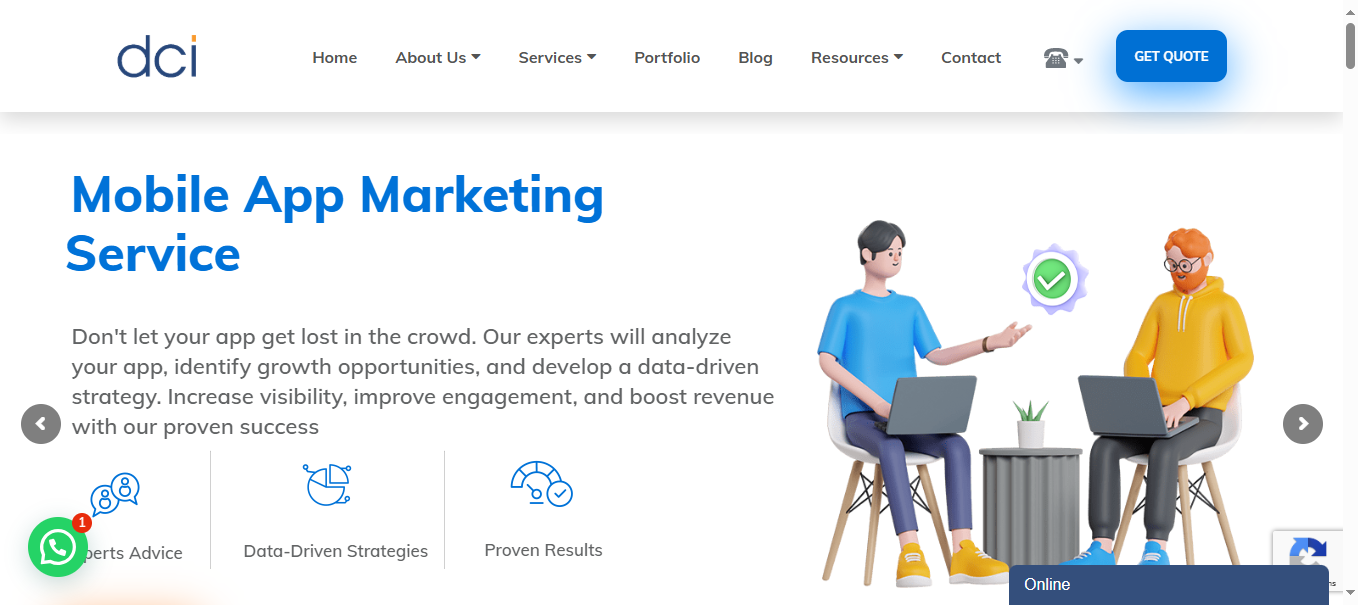 dci
Home
About Us
Services
Portfolio
Blog
Resources
Contact
GET QUOTE
Mobile App Marketing
Service
Don't let your app get lost in the crowd. Our experts will analyze
your app, identify growth opportunities, and develop a data-driven
strategy. Increase visibility, improve engagement, and boost revenue
with our proven success
perts Advice
Data-Driven Strategies
Proven Results
1
Online